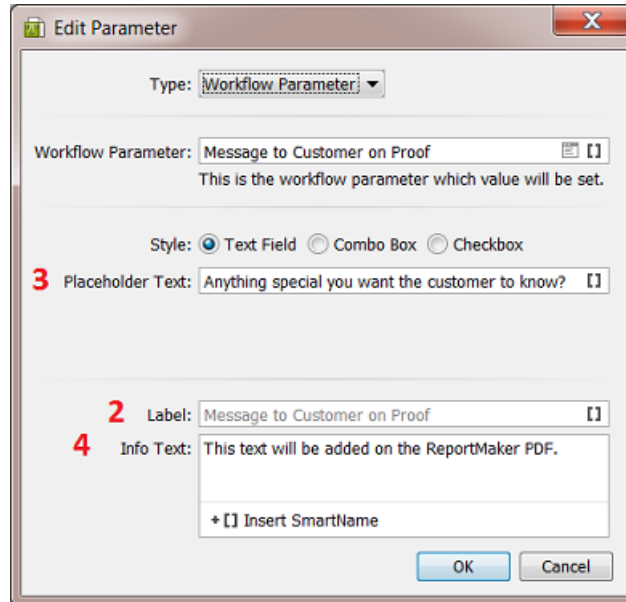 Edit Parameter
Type: Workflow Parameter
Workflow Parameter: Message to Customer on Proof
This is the workflow parameter which value will be set.
Style: Text Field Combo Box Checkbox
3 Placeholder Text: Anything special you want the customer to know?
2 Label: Message to Customer on Proof
4 Info Text: This text will be added on the ReportMaker PDF.
+[] Insert SmartName
OK Cancel